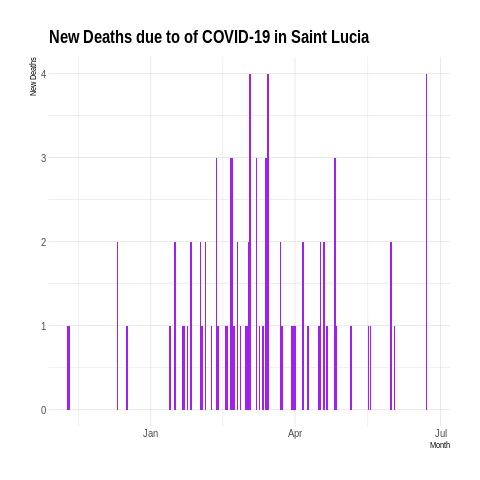 New Deaths due to of COVID-19 in Saint Lucia
New Deaths
4
3
2
1
0
Jan Apr Jul
Month